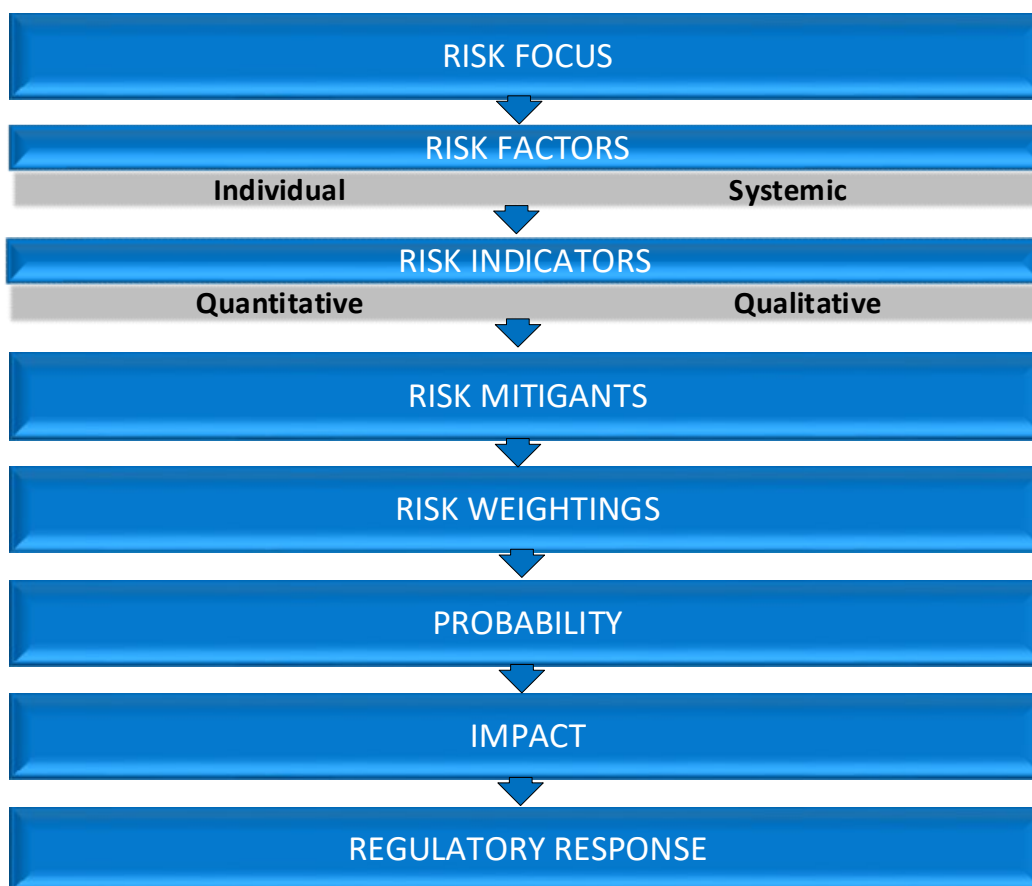 RISK FOCUS
RISK FACTORS
Individual Systemic
RISK INDICATORS
Quantitative Qualitative
RISK MITIGANTS
RISK WEIGHTINGS
PROBABILITY
IMPACT
REGULATORY RESPONSE